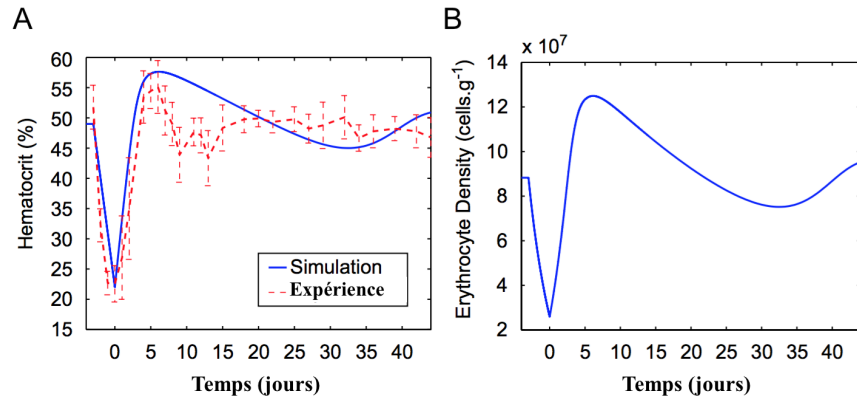 A
Hematocrit (%)
60
55
50
45
40
35
30
25
20
15
Simulation
Expérience
0 5 10 15 20 25 30 35 40
Temps (jours)
B
x 10⁷
Erythrocyte Density (cells.g⁻¹)
14
12
10
8
6
4
2
0 5 10 15 20 25 30 35 40
Temps (jours)